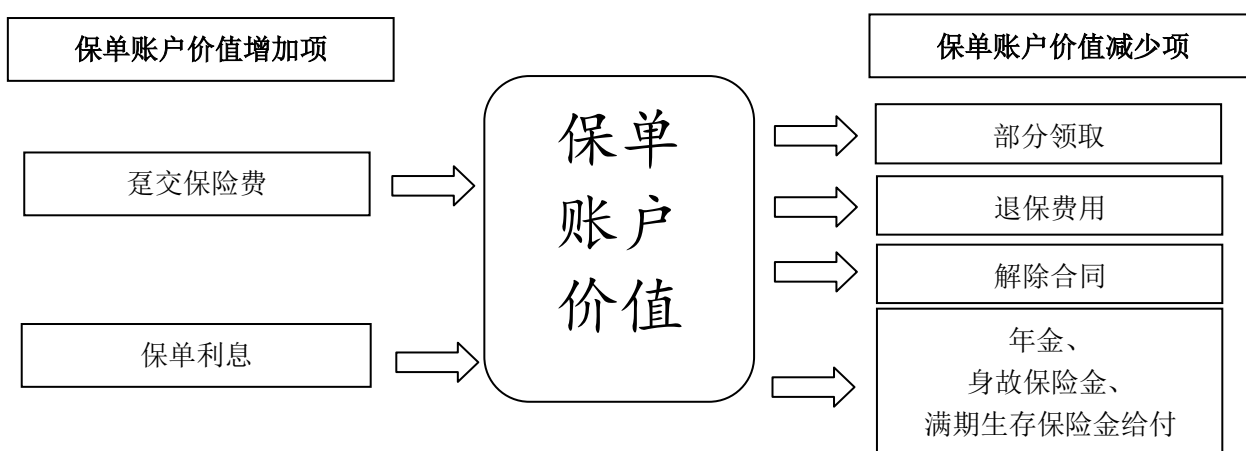 保单账户价值增加项
保单账户价值减少项
趸交保险费
保单利息
保单
账户
价值
部分领取
退保费用
解除合同
年金、
身故保险金、
满期生存保险金给付